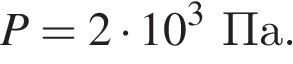 P = 2 · 10³ Па.